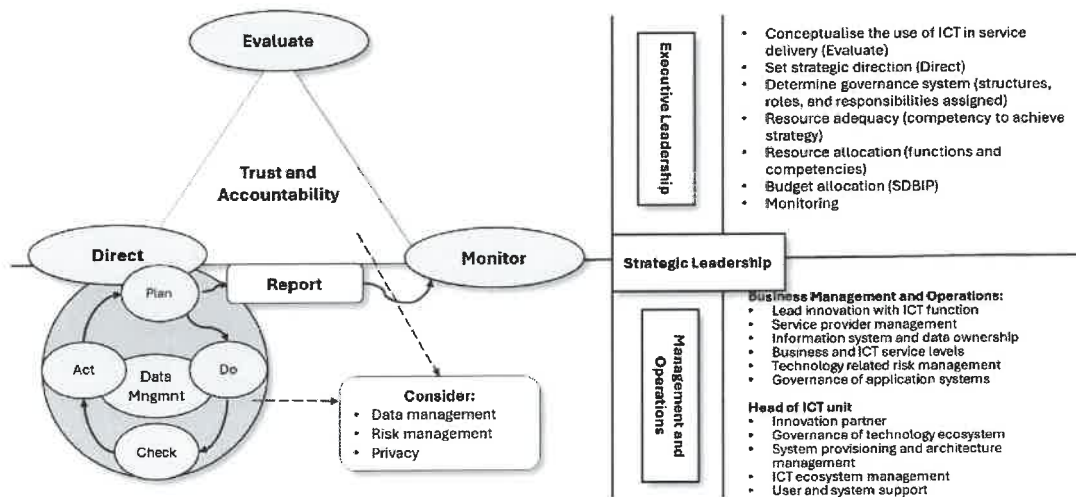 Evaluate
Trust and
Accountability
Direct
Monitor
Plan
Report
Act
Data
Mngmnt
Do
Check
Consider:
• Data management
• Risk management
• Privacy
Executive Leadership
Strategic Leadership
Management and
Operations
• Conceptualise the use of ICT in service
delivery (Evaluate)
• Set strategic direction (Direct)
• Determine governance system (structures,
roles, and responsibilities assigned)
• Resource adequacy (competency to achieve
strategy)
• Resource allocation (functions and
competencies)
• Budget allocation (SDBIP)
• Monitoring
Business Management and Operations:
• Lead innovation with ICT function
• Service provider management
• Information system and data ownership
• Business and ICT service levels
• Technology related risk management
• Governance of application systems
Head of ICT unit
• Innovation partner
• Governance of technology ecosystem
• System provisioning and architecture
management
• ICT ecosystem management
• User and system support